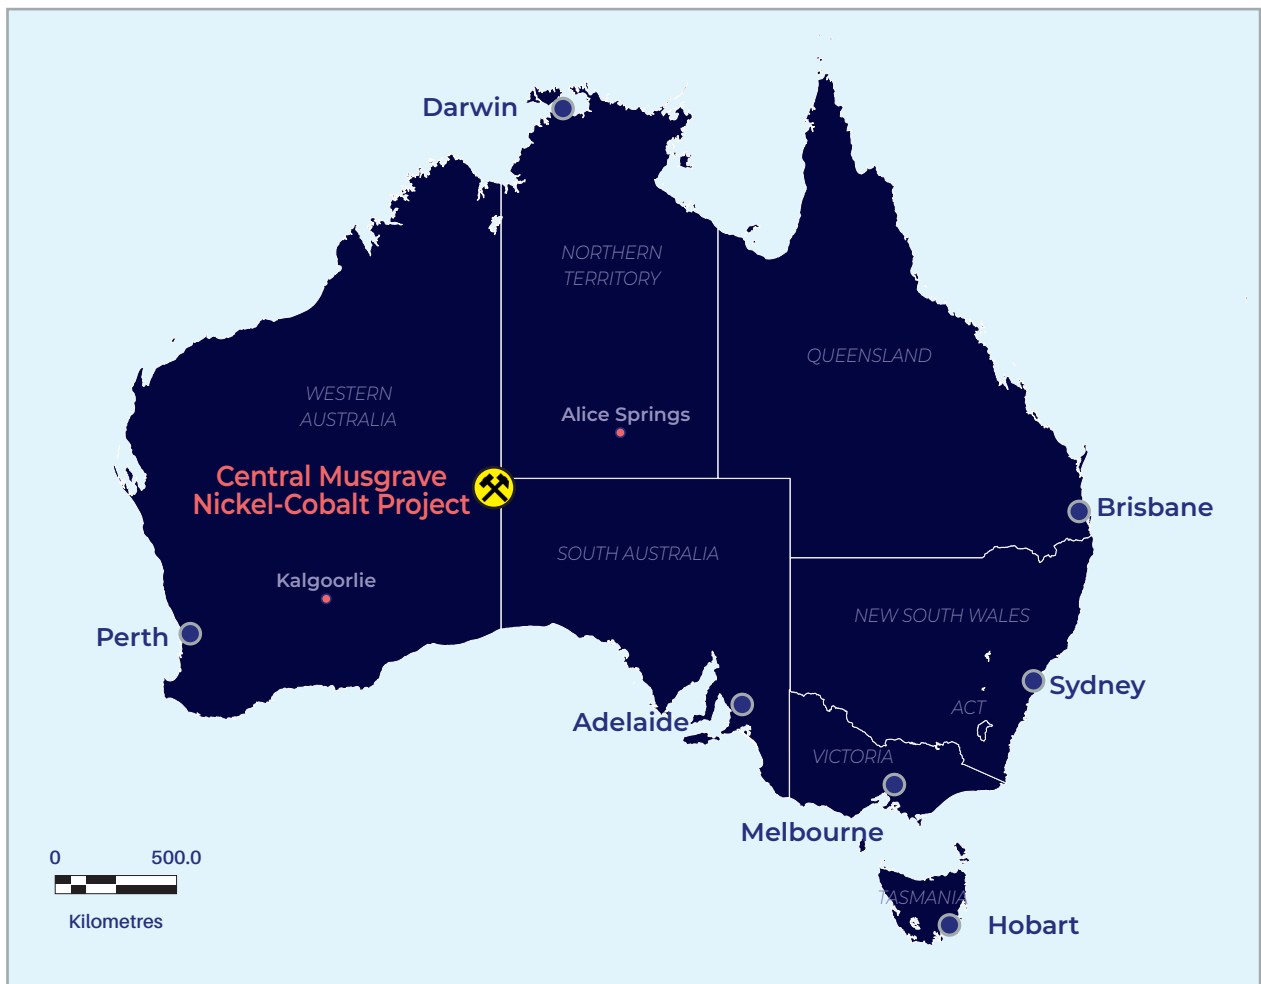 Darwin
NORTHERN
TERRITORY
QUEENSLAND
WESTERN
AUSTRALIA
Alice Springs
Central Musgrave
Nickel-Cobalt Project
Brisbane
SOUTH AUSTRALIA
Kalgoorlie
NEW SOUTH WALES
Perth
Sydney
ACT
Adelaide
VICTORIA
Melbourne
0 500.0
Kilometres
TASMANIA
Hobart